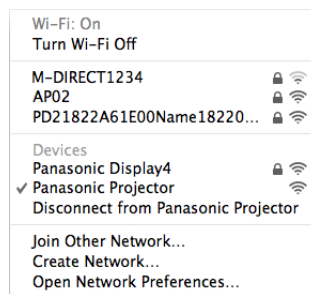 Wi-Fi: On
Turn Wi-Fi Off
M-DIRECT1234
AP02
PD21822A61E00Name18220...
Devices
Panasonic Display4
Panasonic Projector
Disconnect from Panasonic Projector
Join Other Network...
Create Network...
Open Network Preferences...